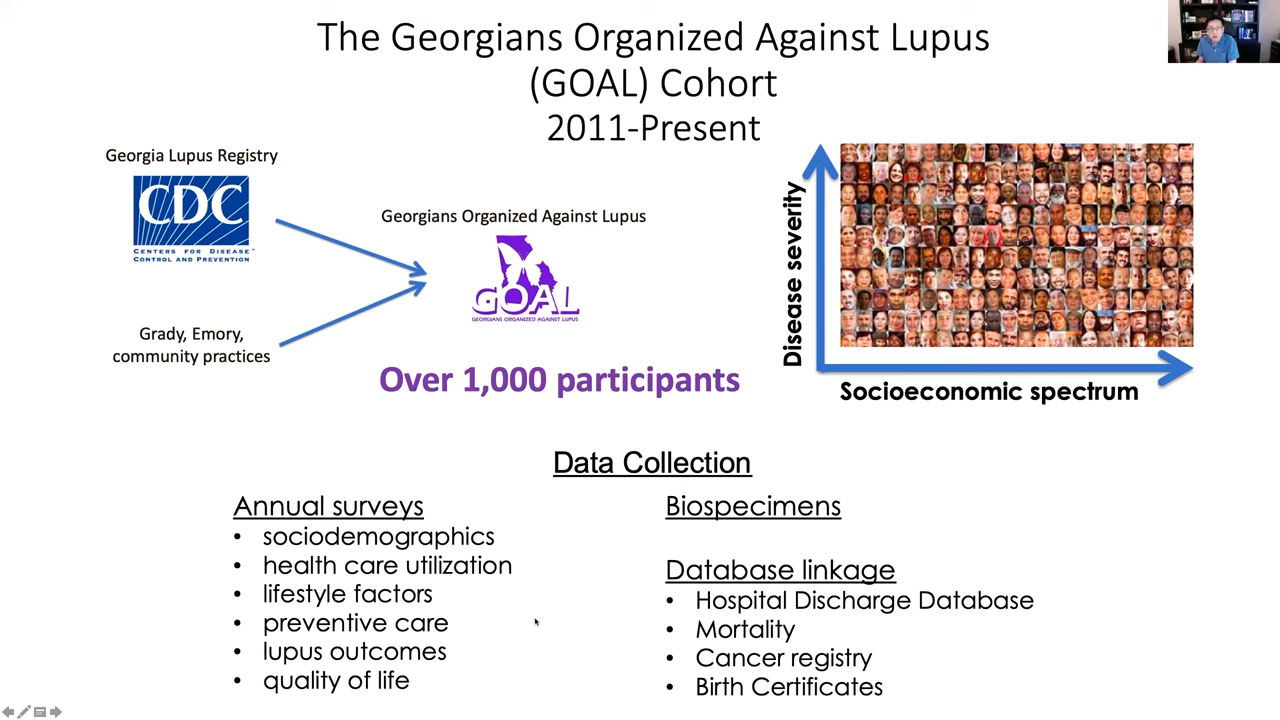 The Georgians Organized Against Lupus
(GOAL) Cohort
2011-Present
Georgia Lupus Registry
CDC
CENTERS FOR DISEASE™
CONTROL AND PREVENTION
Grady, Emory,
community practices
Georgians Organized Against Lupus
GOAL
GEORGIANS ORGANIZED AGAINST LUPUS
Over 1,000 participants
Disease severity
Socioeconomic spectrum
Data Collection
Annual surveys
• sociodemographics
• health care utilization
• lifestyle factors
• preventive care
• lupus outcomes
• quality of life
Biospecimens
Database linkage
• Hospital Discharge Database
• Mortality
• Cancer registry
• Birth Certificates